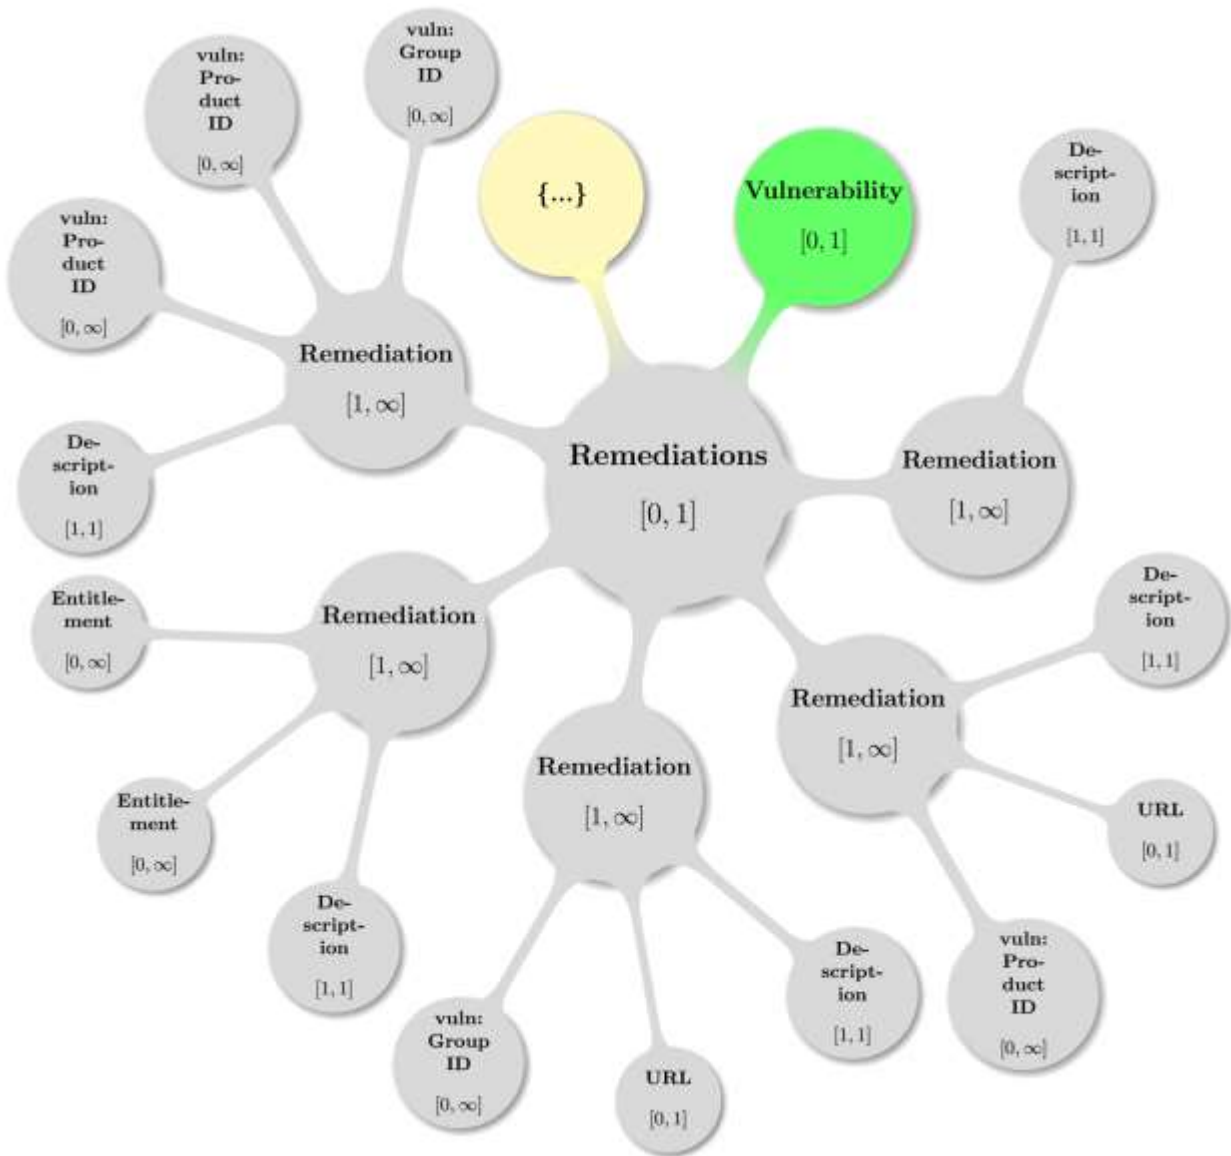 vuln:
Group
ID
[0, ∞]
vuln:
Pro-
duct
ID
[0, ∞]
{...}
Vulnerability
[0, 1]
De-
script-
ion
[1, 1]
vuln:
Pro-
duct
ID
[0, ∞]
Remediation
[1, ∞]
Remediations
[0, 1]
Remediation
[1, ∞]
De-
script-
ion
[1, 1]
Entitle-
ment
[0, ∞]
Remediation
[1, ∞]
De-
script-
ion
[1, 1]
Remediation
[1, ∞]
Remediation
[1, ∞]
Entitle-
ment
[0, ∞]
URL
[0, 1]
De-
script-
ion
[1, 1]
De-
script-
ion
[1, 1]
vuln:
Pro-
duct
ID
[0, ∞]
vuln:
Group
ID
[0, ∞]
URL
[0, 1]